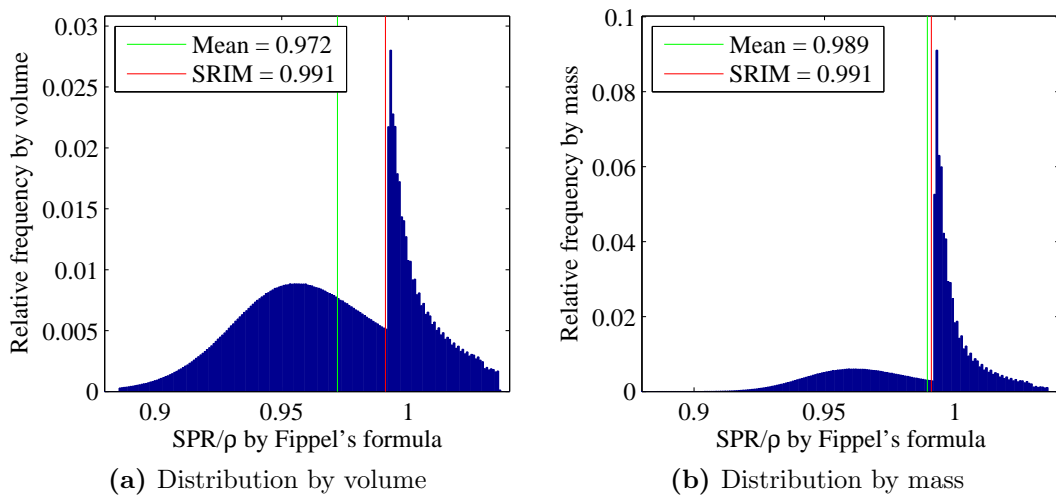 0.03
0.025
0.02
0.015
0.01
0.005
0
Relative frequency by volume
Mean = 0.972
SRIM = 0.991
0.9 0.95 1
SPR/ρ by Fippel's formula
(a) Distribution by volume
0.1
0.08
0.06
0.04
0.02
0
Relative frequency by mass
Mean = 0.989
SRIM = 0.991
0.9 0.95 1
SPR/ρ by Fippel's formula
(b) Distribution by mass